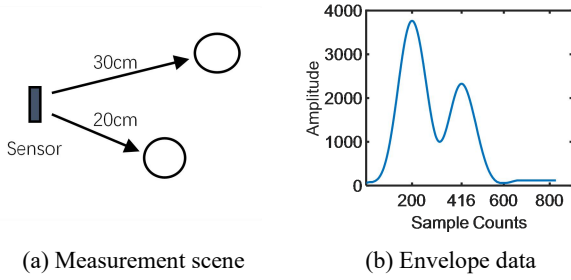 30cm
20cm
Sensor
(a) Measurement scene
4000
3000
2000
1000
0
Amplitude
200 416 600 800
Sample Counts
(b) Envelope data